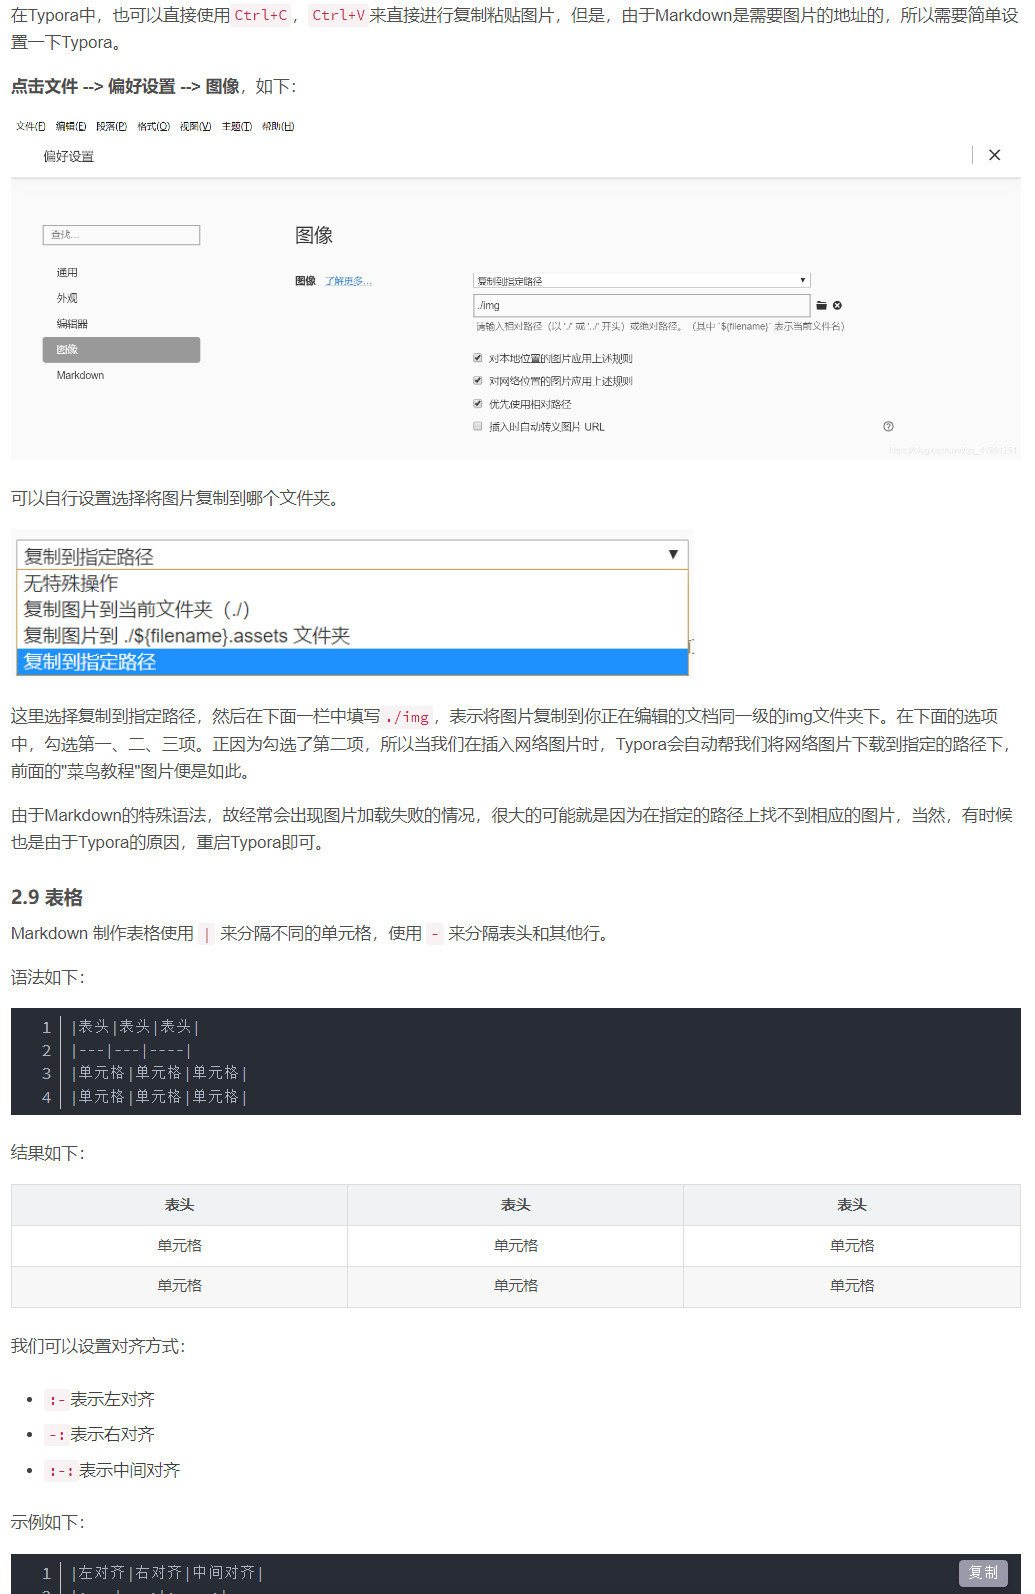 在Typora中，也可以直接使用Ctrl+C，Ctrl+V来直接进行复制粘贴图片，但是，由于Markdown是需要图片的地址的，所以需要简单设
置一下Typora。
点击文件 --> 偏好设置 --> 图像，如下：
文件(F) 编辑(E) 段落(P) 格式(O) 视图(V) 主题(T) 帮助(H)
偏好设置
查找...
图像
通用
图像 了解更多...
复制到指定路径
外观
./img
编辑器
请输入相对路径（以 './' 或 '../' 开头）或绝对路径。（其中 `${filename}` 表示当前文件名）
图像
对本地位置的图片应用上述规则
Markdown
对网络位置的图片应用上述规则
优先使用相对路径
插入时自动转义图片 URL
可以自行设置选择将图片复制到哪个文件夹。
复制到指定路径
无特殊操作
复制图片到当前文件夹（./）
复制图片到 ./${filename}.assets 文件夹
复制到指定路径
这里选择复制到指定路径，然后在下面一栏中填写./img，表示将图片复制到你正在编辑的文档同一级的img文件夹下。在下面的选项
中，勾选第一、二、三项。正因为勾选了第二项，所以当我们在插入网络图片时，Typora会自动帮我们将网络图片下载到指定的路径下，
前面的"菜鸟教程"图片便是如此。
由于Markdown的特殊语法，故经常会出现图片加载失败的情况，很大的可能就是因为在指定的路径上找不到相应的图片，当然，有时候
也是由于Typora的原因，重启Typora即可。
2.9 表格
Markdown 制作表格使用 | 来分隔不同的单元格，使用 - 来分隔表头和其他行。
语法如下：
1 |表头|表头|表头|
2 |---|---|----|
3 |单元格|单元格|单元格|
4 |单元格|单元格|单元格|
结果如下：
表头 表头 表头
单元格 单元格 单元格
单元格 单元格 单元格
我们可以设置对齐方式：
• :-表示左对齐
• -:表示右对齐
• :-:表示中间对齐
示例如下：
1 |左对齐|右对齐|中间对齐|
复制